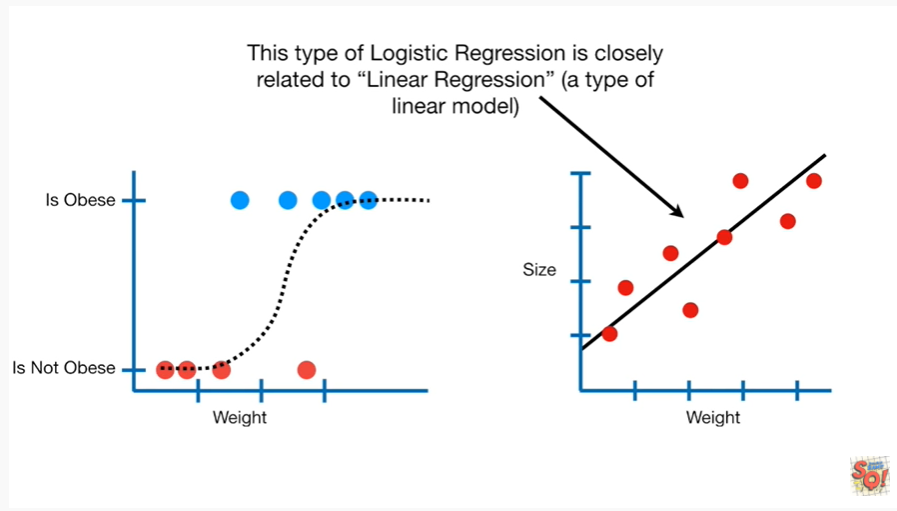 This type of Logistic Regression is closely
related to “Linear Regression” (a type of
linear model)
Is Obese
Is Not Obese
Weight
Size
Weight
SQ!